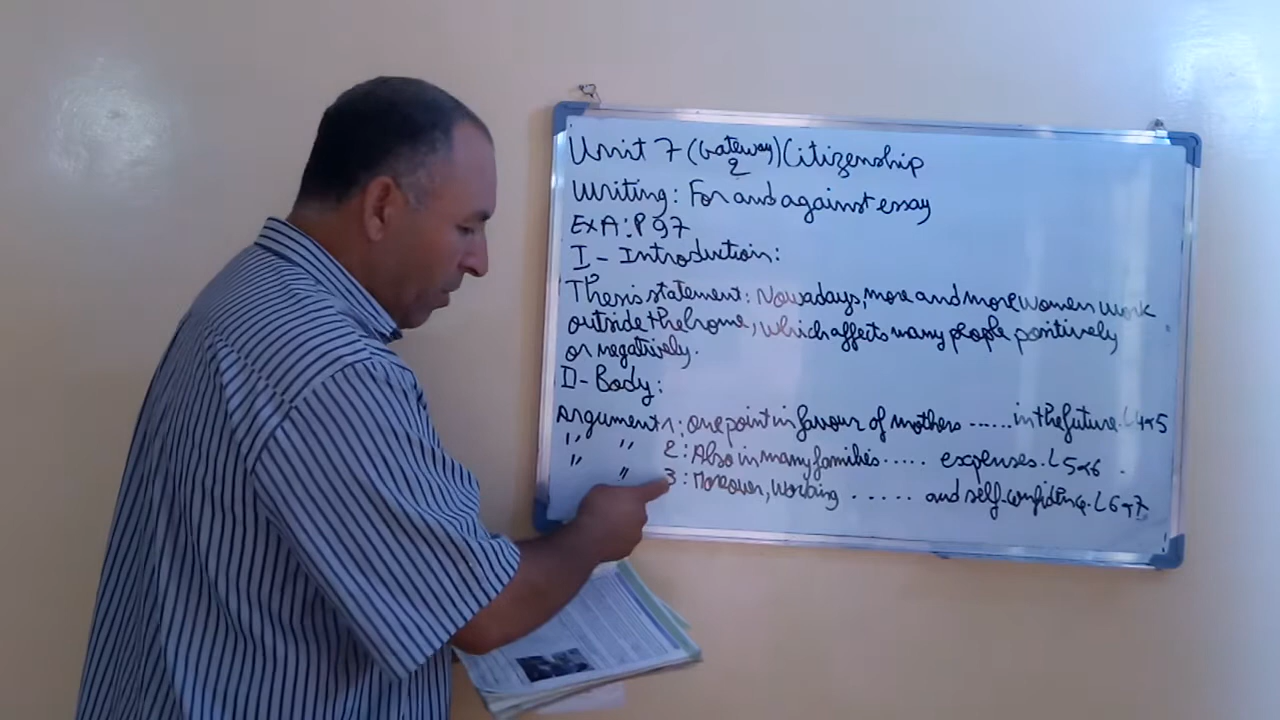 Unit 7 (Gateway 2) Citizenship
Writing: For and against essay
Ex A: P 97
I - Introduction:
Thesis statement: Nowadays, more and more women work
outside the home, which affects many people positively
or negatively.
II- Body:
Argument 1: one point in favour of mothers ...... in the future. L 4 5
" " 2: Also in many families ..... expenses. L 5 6
" " 3: Moreover, working ...... and self-confidence. L 6 7